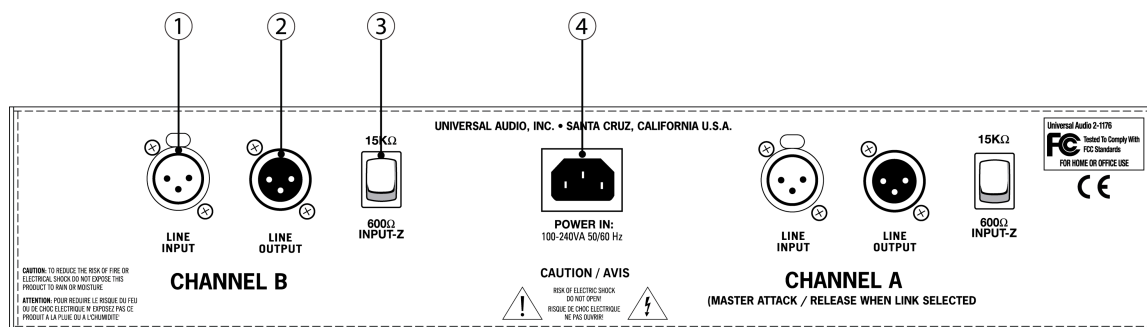 1 2 3 4
UNIVERSAL AUDIO, INC. • SANTA CRUZ, CALIFORNIA U.S.A.
15KΩ
LINE
INPUT
LINE
OUTPUT
600Ω
INPUT-Z
CHANNEL B
CAUTION: TO REDUCE THE RISK OF FIRE OR
ELECTRICAL SHOCK DO NOT EXPOSE THIS
PRODUCT TO RAIN OR MOISTURE
ATTENTION: POUR REDUIRE LE RISQUE DU FEU
OU DE CHOC ELECTRIQUE N' EXPOSEZ PAS CE
PRODUIT A LA PLUIE OU A L'CHUMIDITE'
POWER IN:
100-240VA 50/60 Hz
CAUTION / AVIS
RISK OF ELECTRIC SHOCK
DO NOT OPEN!
RISQUE DE CHOC ELECTRIQUE
NE PAS OUVRIR!
!
LINE
INPUT
LINE
OUTPUT
15KΩ
600Ω
INPUT-Z
CHANNEL A
(MASTER ATTACK / RELEASE WHEN LINK SELECTED
Universal Audio 2-1176
FC Tested To Comply With
FCC Standards
FOR HOME OR OFFICE USE
CE